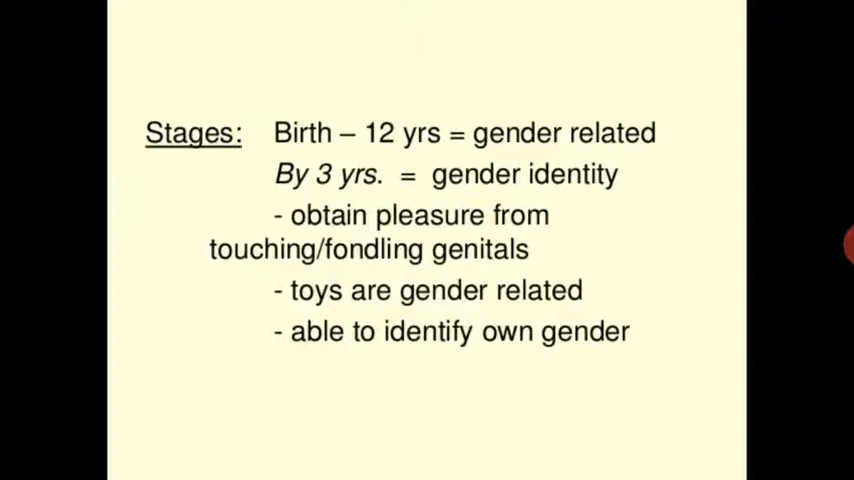 Stages: Birth – 12 yrs = gender related
By 3 yrs. = gender identity
- obtain pleasure from
touching/fondling genitals
- toys are gender related
- able to identify own gender